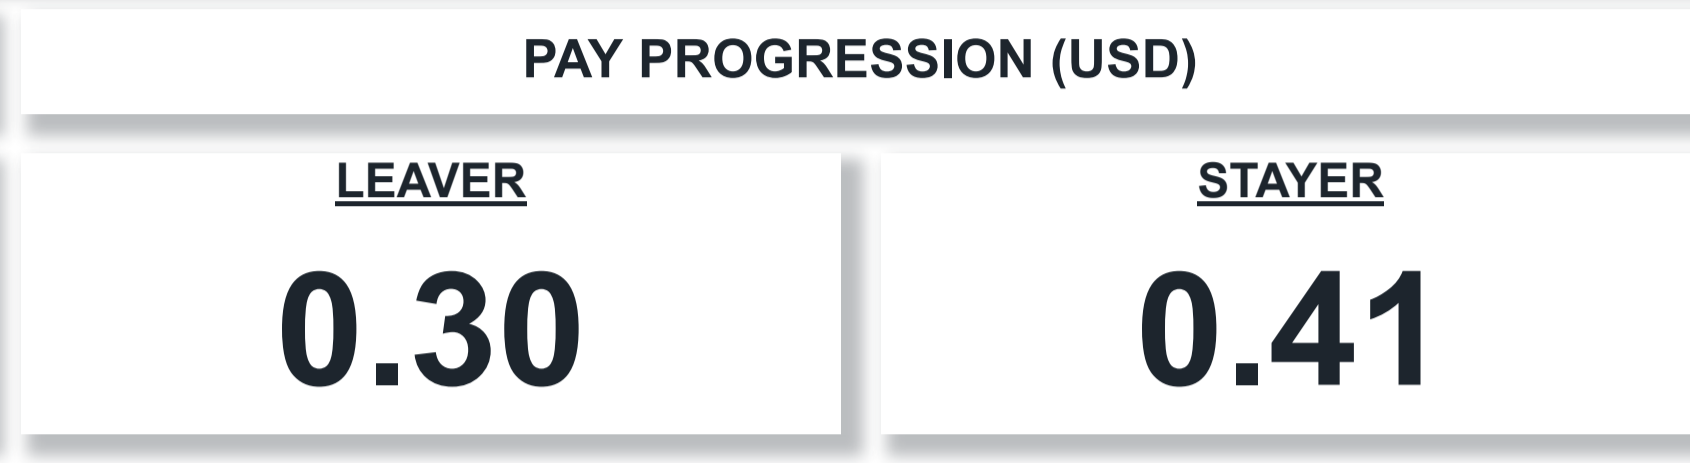 PAY PROGRESSION (USD)
LEAVER
STAYER
0.30
0.41